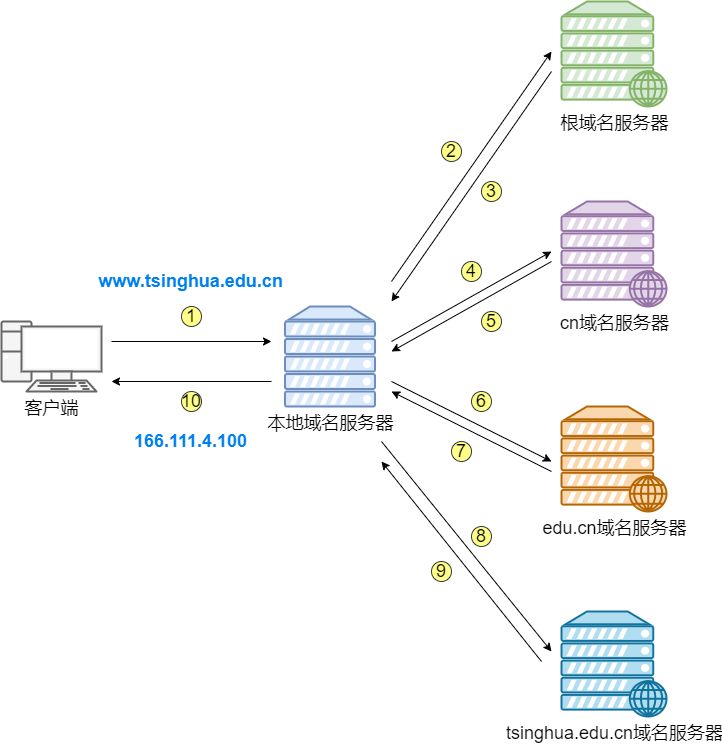 根域名服务器
②
③
www.tsinghua.edu.cn
④
cn域名服务器
①
⑤
客户端
⑩
本地域名服务器
⑥
166.111.4.100
⑦
edu.cn域名服务器
⑧
⑨
tsinghua.edu.cn域名服务器